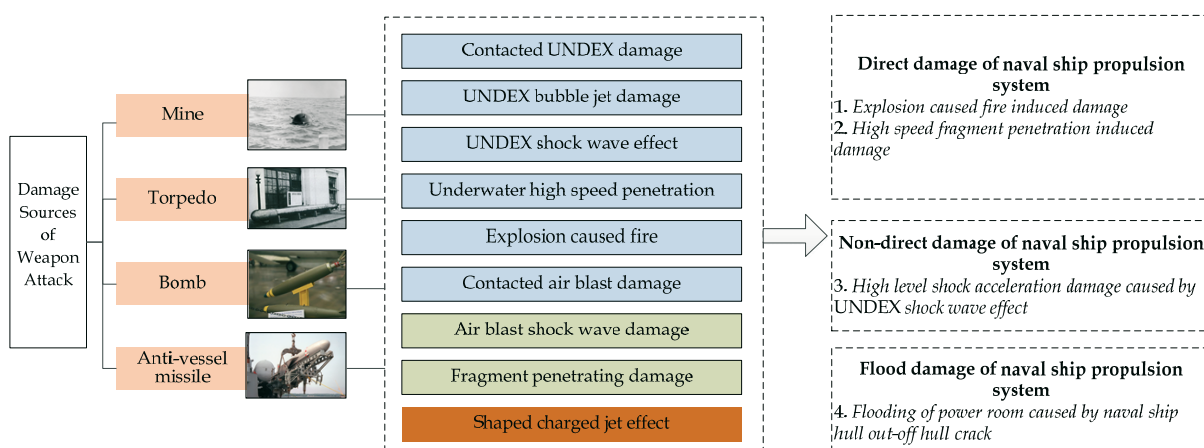 Damage
Sources
of
Weapon
Attack
Mine
Torpedo
Bomb
Anti-vessel
missile
Contacted UNDEX damage
UNDEX bubble jet damage
UNDEX shock wave effect
Underwater high speed penetration
Explosion caused fire
Contacted air blast damage
Air blast shock wave damage
Fragment penetrating damage
Shaped charged jet effect
Direct damage of naval ship propulsion
system
1. Explosion caused fire induced damage
2. High speed fragment penetration induced
damage
Non-direct damage of naval ship propulsion
system
3. High level shock acceleration damage caused by
UNDEX shock wave effect
Flood damage of naval ship propulsion
system
4. Flooding of power room caused by naval ship
hull out-off hull crack